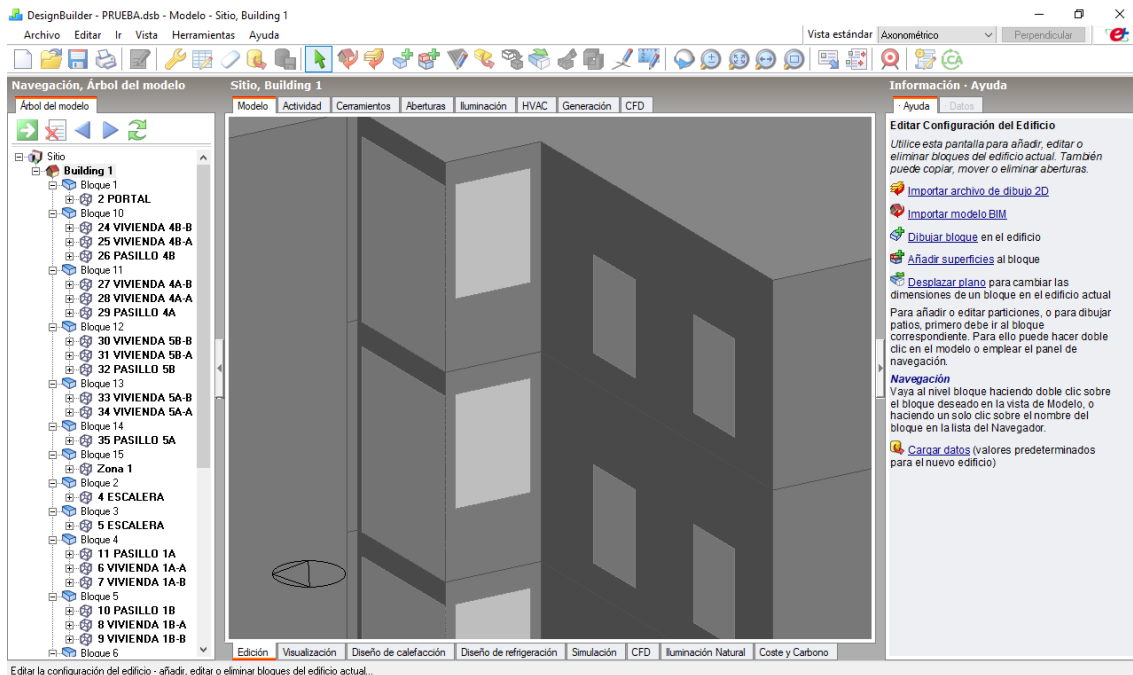 DesignBuilder - PRUEBA.dsb - Modelo - Sitio, Building 1
Archivo Editar Ir Vista Herramientas Ayuda
Vista estándar Axonométrico Perpendicular
LCA
Navegación, Árbol del modelo
Árbol del modelo
Sitio
Building 1
Bloque 1
2 PORTAL
Bloque 10
24 VIVIENDA 4B-B
25 VIVIENDA 4B-A
26 PASILLO 4B
Bloque 11
27 VIVIENDA 4A-B
28 VIVIENDA 4A-A
29 PASILLO 4A
Bloque 12
30 VIVIENDA 5B-B
31 VIVIENDA 5B-A
32 PASILLO 5B
Bloque 13
33 VIVIENDA 5A-B
34 VIVIENDA 5A-A
Bloque 14
35 PASILLO 5A
Bloque 15
Zona 1
Bloque 2
4 ESCALERA
Bloque 3
5 ESCALERA
Bloque 4
11 PASILLO 1A
6 VIVIENDA 1A-A
7 VIVIENDA 1A-B
Bloque 5
10 PASILLO 1B
8 VIVIENDA 1B-A
9 VIVIENDA 1B-B
Bloque 6
Sitio, Building 1
Modelo Actividad Cerramientos Aberturas Iluminación HVAC Generación CFD
Edición Visualización Diseño de calefacción Diseño de refrigeración Simulación CFD Iluminación Natural Coste y Carbono
Información - Ayuda
Ayuda Datos
Editar Configuración del Edificio
Utilice esta pantalla para añadir, editar o
eliminar bloques del edificio actual. También
puede copiar, mover o eliminar aberturas.
Importar archivo de dibujo 2D
Importar modelo BIM
Dibujar bloque en el edificio
Añadir superficies al bloque
Desplazar plano para cambiar las
dimensiones de un bloque en el edificio actual
Para añadir o editar particiones, o para dibujar
patios, primero debe ir al bloque
correspondiente. Para ello puede hacer doble
clic en el modelo o emplear el panel de
navegación.
Navegación
Vaya al nivel bloque haciendo doble clic sobre
el bloque deseado en la vista de Modelo, o
haciendo un solo clic sobre el nombre del
bloque en la lista del Navegador.
Cargar datos (valores predeterminados
para el nuevo edificio)
Editar la configuración del edificio - añadir, editar o eliminar bloques del edificio actual...